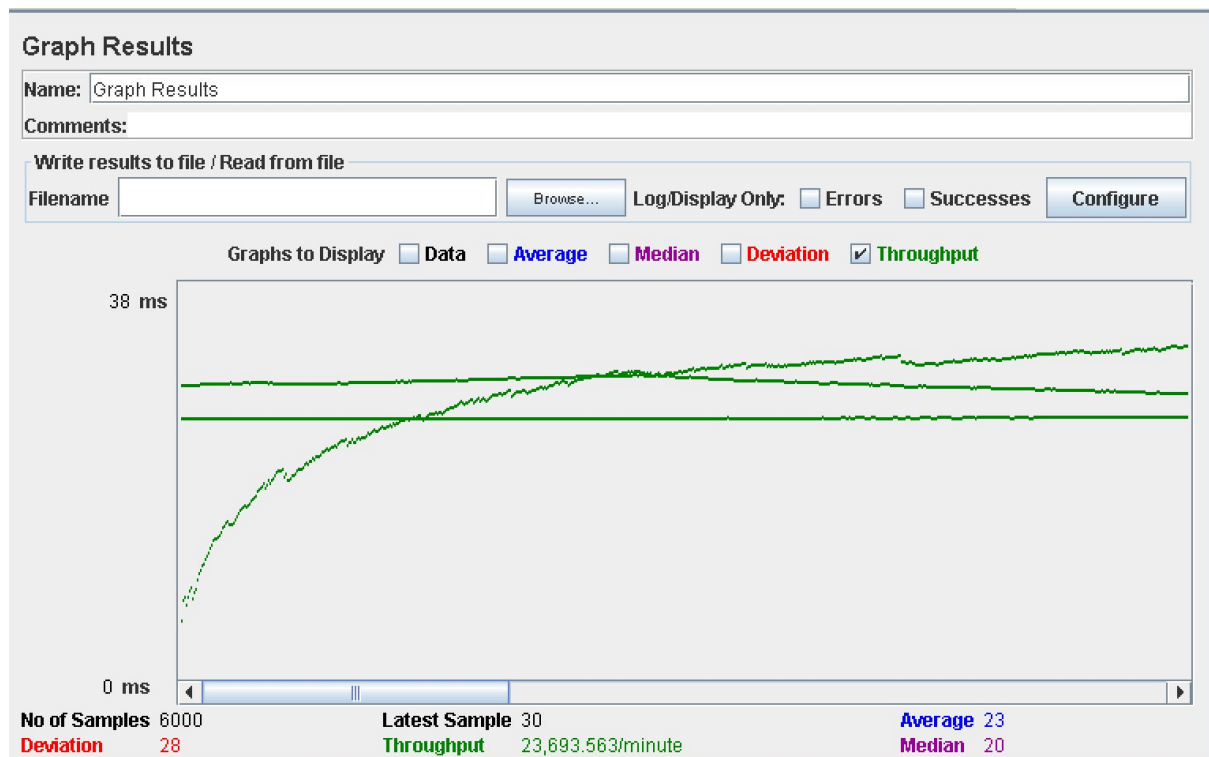 Graph Results
Name: Graph Results
Comments:
Write results to file / Read from file
Filename Browse... Log/Display Only: Errors Successes Configure
Graphs to Display Data Average Median Deviation Throughput
38 ms
0 ms
No of Samples 6000 Latest Sample 30 Average 23
Deviation 28 Throughput 23,693.563/minute Median 20